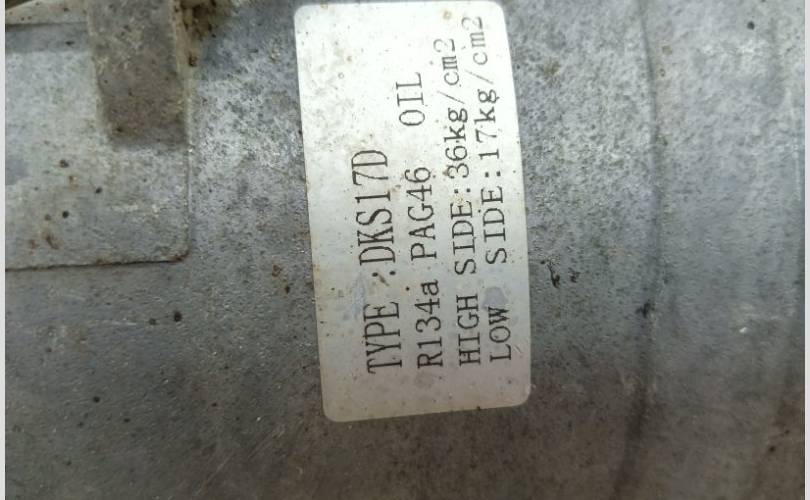 TYPE :DKS17D
R134a PAG46 OIL
HIGH SIDE:36kg/cm2
LOW SIDE:17kg/cm2